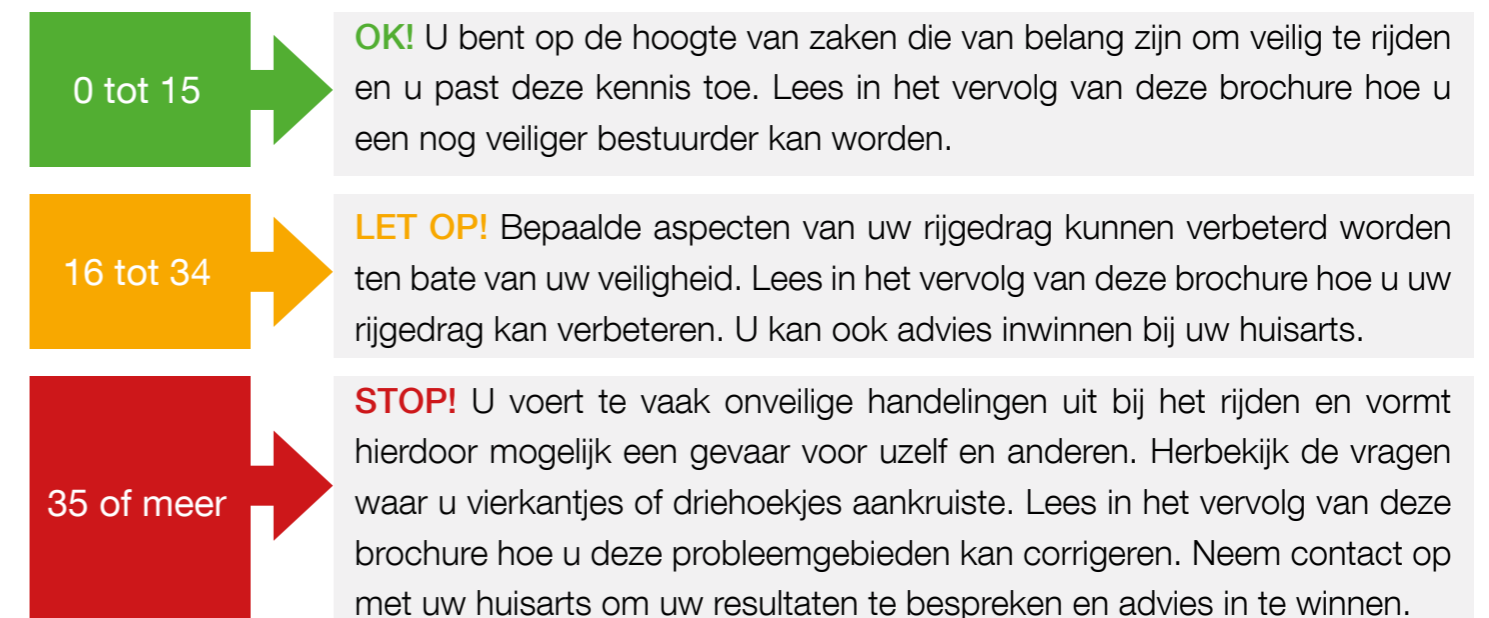 0 tot 15
OK! U bent op de hoogte van zaken die van belang zijn om veilig te rijden
en u past deze kennis toe. Lees in het vervolg van deze brochure hoe u
een nog veiliger bestuurder kan worden.
16 tot 34
LET OP! Bepaalde aspecten van uw rijgedrag kunnen verbeterd worden
ten bate van uw veiligheid. Lees in het vervolg van deze brochure hoe u uw
rijgedrag kan verbeteren. U kan ook advies inwinnen bij uw huisarts.
35 of meer
STOP! U voert te vaak onveilige handelingen uit bij het rijden en vormt
hierdoor mogelijk een gevaar voor uzelf en anderen. Herbekijk de vragen
waar u vierkantjes of driehoekjes aankruiste. Lees in het vervolg van deze
brochure hoe u deze probleemgebieden kan corrigeren. Neem contact op
met uw huisarts om uw resultaten te bespreken en advies in te winnen.